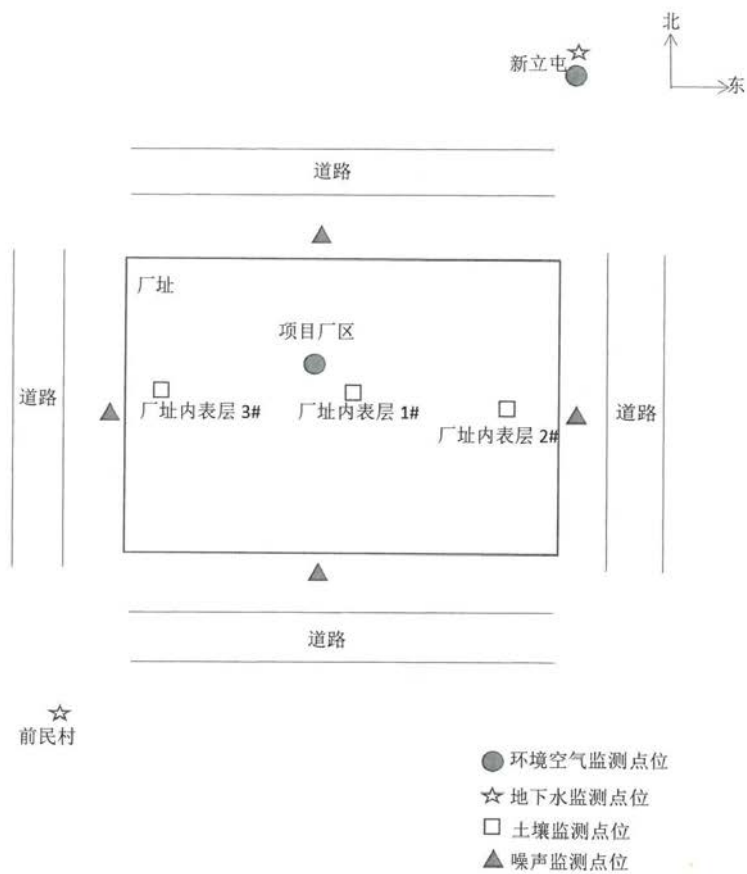 北
新立屯
东
道路
厂址
项目厂区
道路
厂址内表层 3#
厂址内表层 1#
道路
厂址内表层 2#
道路
前民村
环境空气监测点位
地下水监测点位
土壤监测点位
噪声监测点位